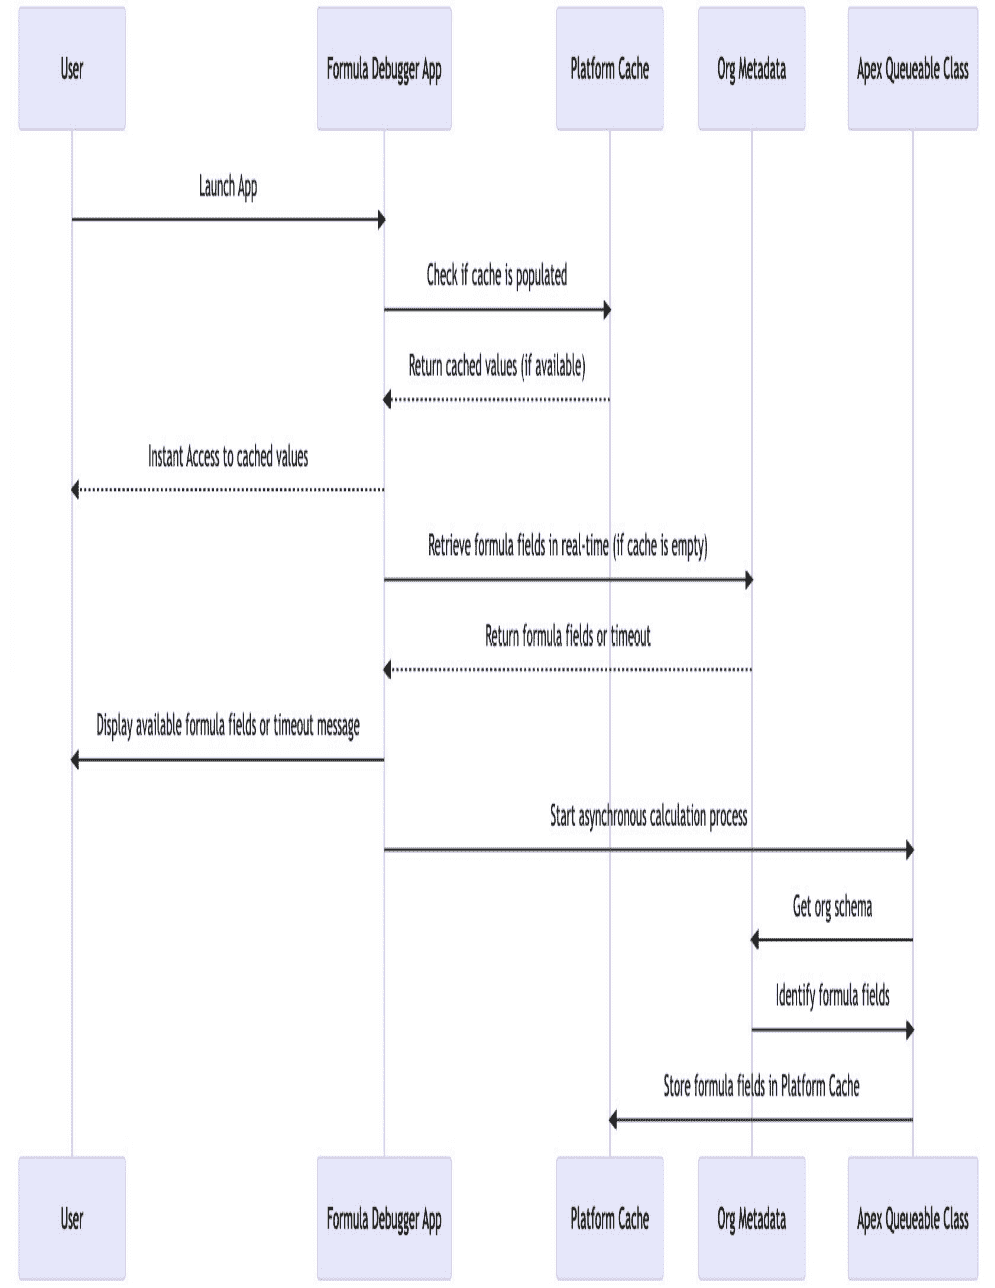 User
Formula Debugger App
Platform Cache
Org Metadata
Apex Queueable Class
Launch App
Check if cache is populated
Return cached values (if available)
Instant Access to cached values
Retrieve formula fields in real-time (if cache is empty)
Return formula fields or timeout
Display available formula fields or timeout message
Start asynchronous calculation process
Get org schema
Identify formula fields
Store formula fields in Platform Cache
User
Formula Debugger App
Platform Cache
Org Metadata
Apex Queueable Class